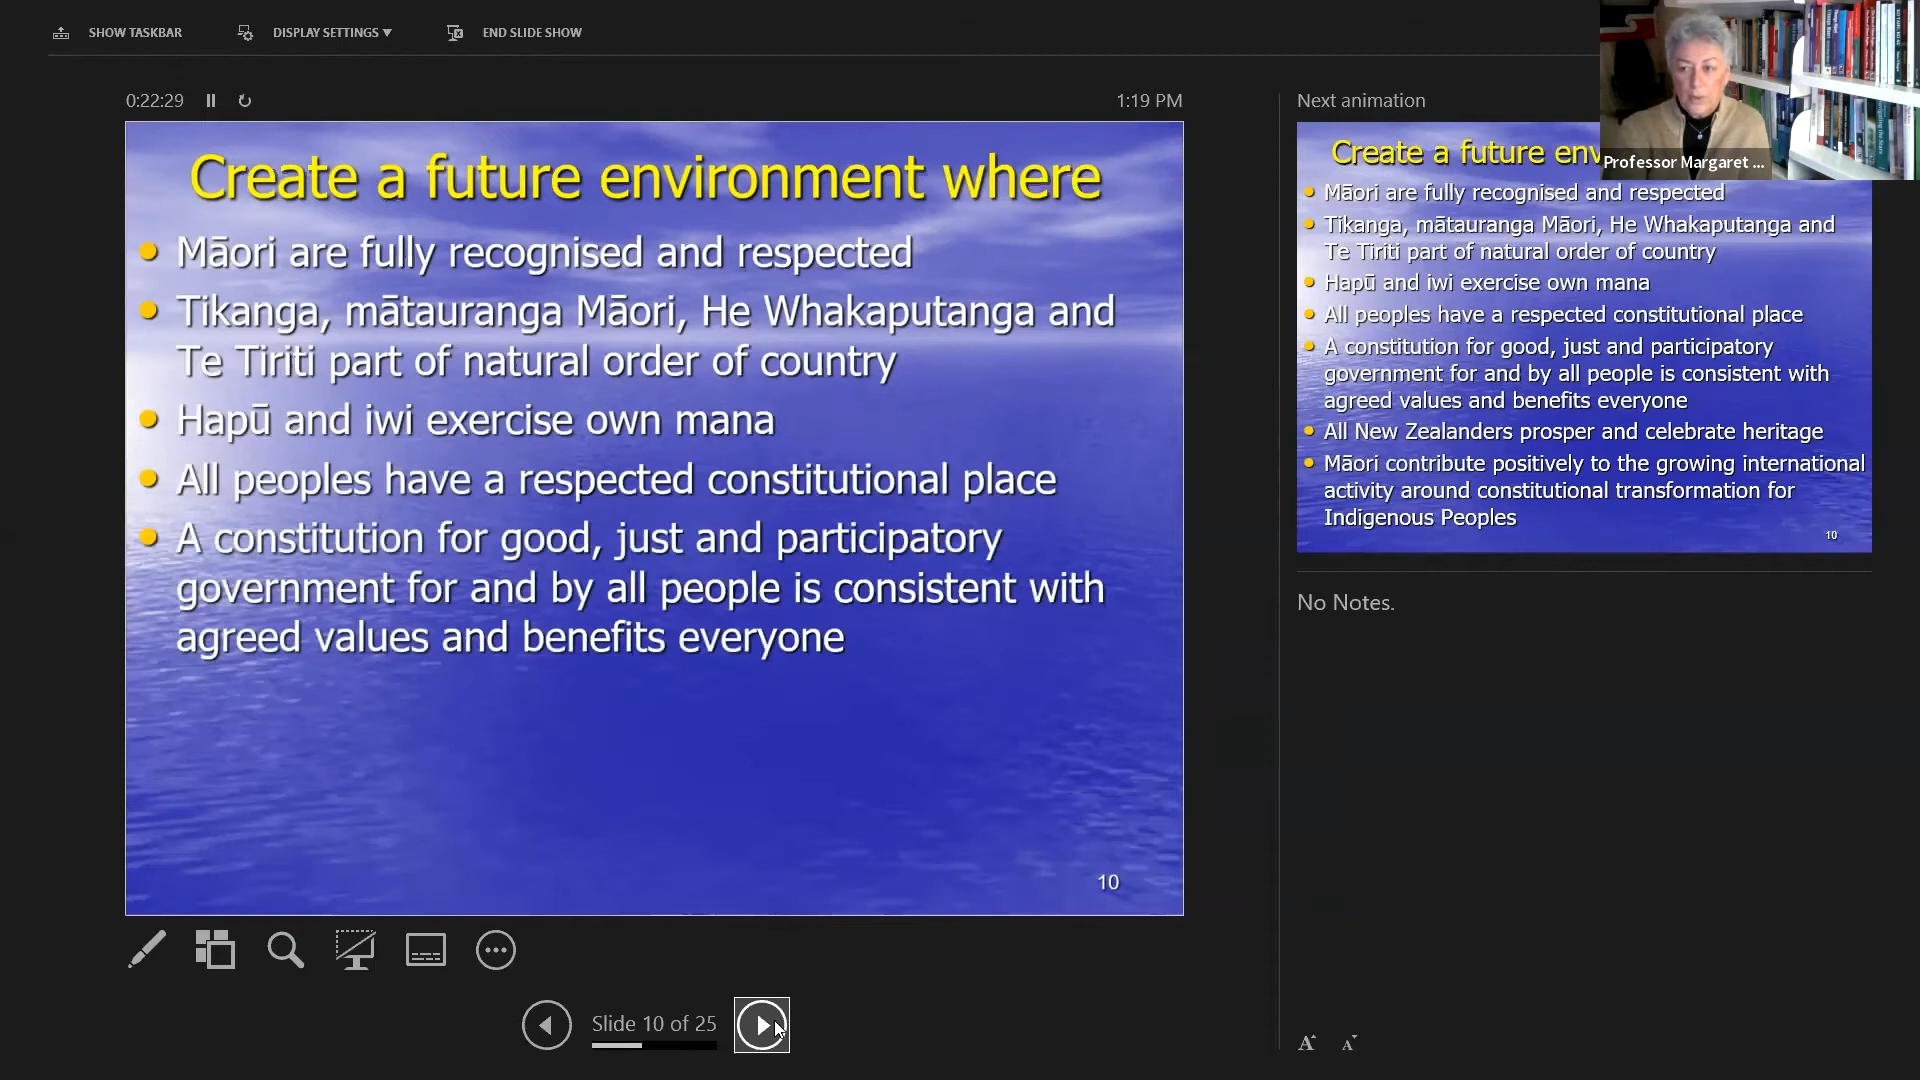 SHOW TASKBAR
DISPLAY SETTINGS ▼
END SLIDE SHOW
0:22:29
1:19 PM
Create a future environment where
• Māori are fully recognised and respected
• Tikanga, mātauranga Māori, He Whakaputanga and
Te Tiriti part of natural order of country
• Hapū and iwi exercise own mana
• All peoples have a respected constitutional place
• A constitution for good, just and participatory
government for and by all people is consistent with
agreed values and benefits everyone
10
Slide 10 of 25
Next animation
Create a future env
• Māori are fully recognised and respected
• Tikanga, mātauranga Māori, He Whakaputanga and
Te Tiriti part of natural order of country
• Hapū and iwi exercise own mana
• All peoples have a respected constitutional place
• A constitution for good, just and participatory
government for and by all people is consistent with
agreed values and benefits everyone
• All New Zealanders prosper and celebrate heritage
• Māori contribute positively to the growing international
activity around constitutional transformation for
Indigenous Peoples
10
No Notes.
A A
Professor Margaret ...